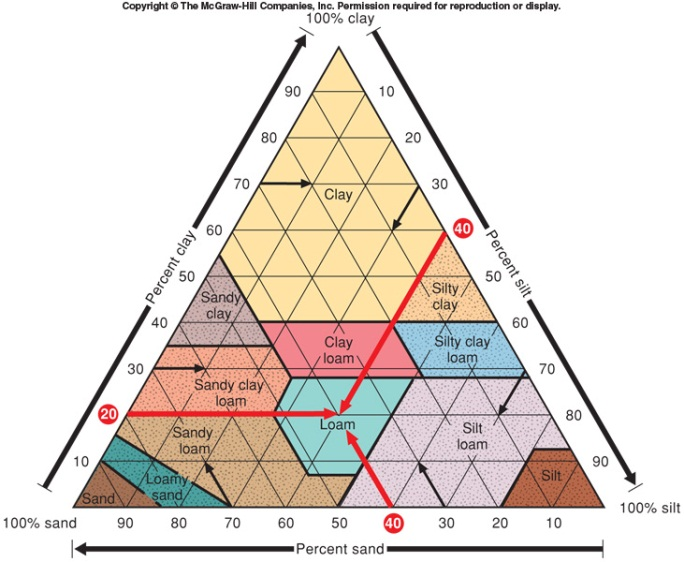 Copyright © The McGraw-Hill Companies, Inc. Permission required for reproduction or display.
100% clay
90
10
80
20
70
30
Clay
60
40
Percent clay
Percent silt
50
50
Sandy
clay
Silty
clay
40
60
Clay
loam
Silty clay
loam
30
70
Sandy clay
loam
20
80
Loam
Sandy
loam
Silt
loam
10
90
Loamy
sand
Silt
Sand
100% sand
100% silt
90
80
70
60
50
40
30
20
10
Percent sand